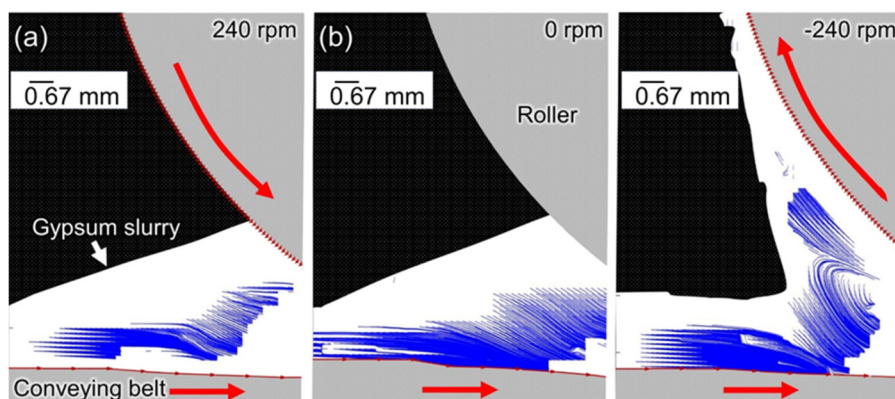 (a)
240 rpm
0.67 mm
Gypsum slurry
Conveying belt
(b)
0 rpm
0.67 mm
Roller
-240 rpm
0.67 mm